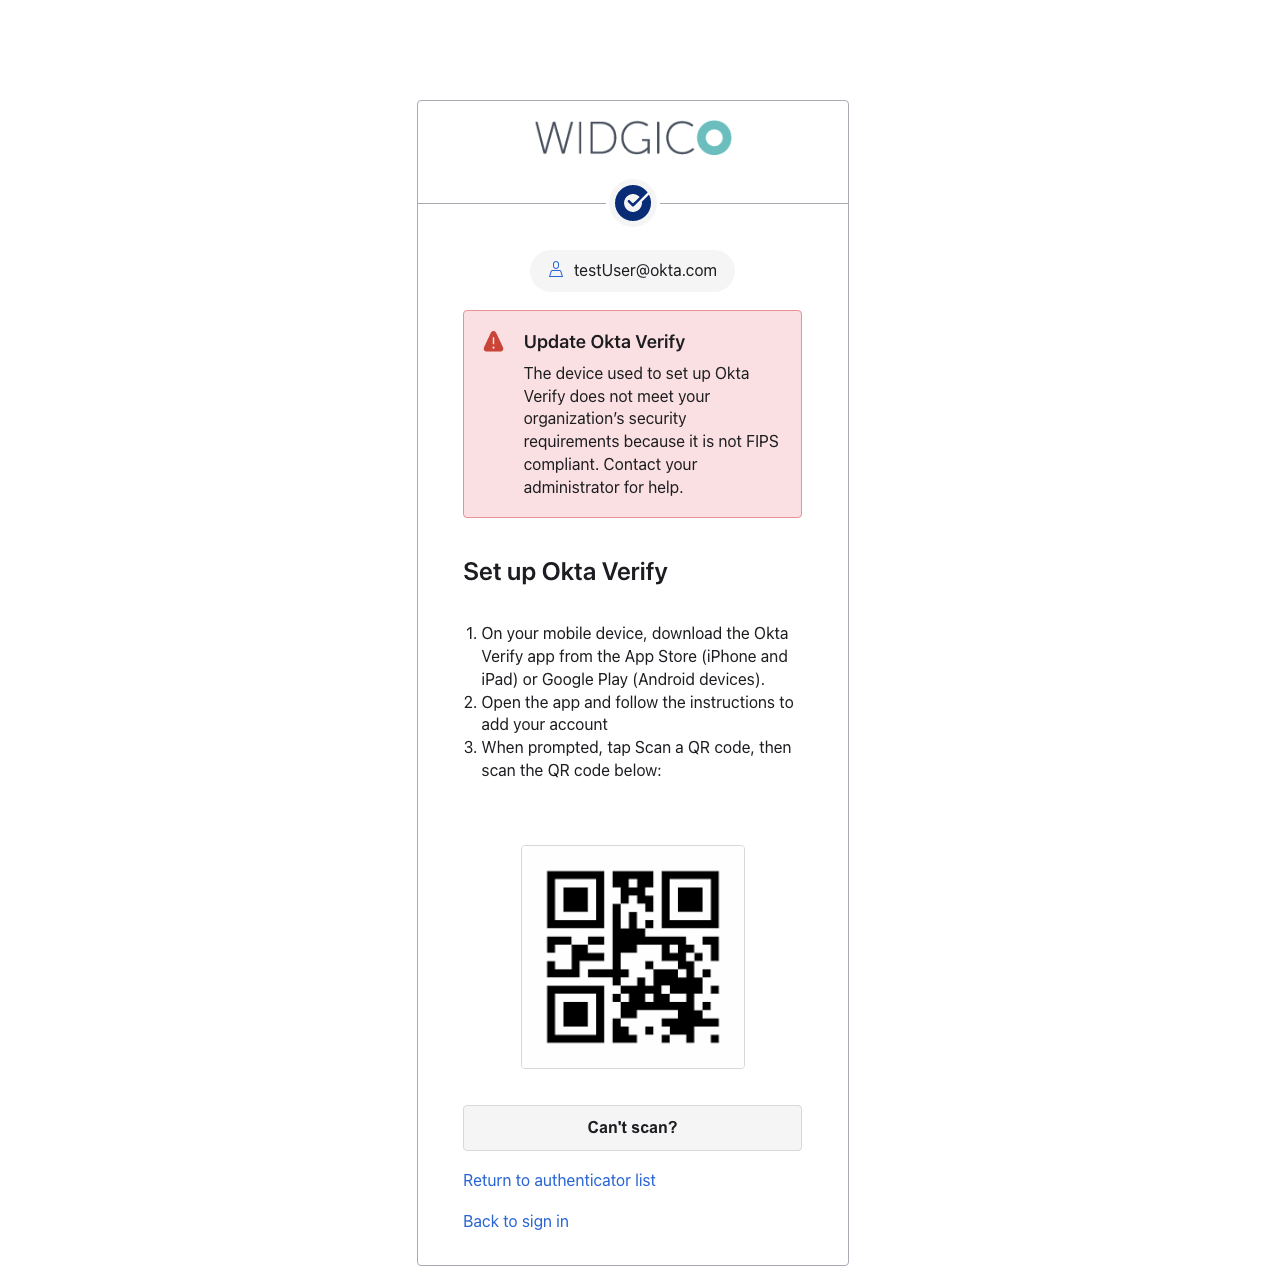 WIDGICO
testUser@okta.com
Update Okta Verify
The device used to set up Okta
Verify does not meet your
organization’s security
requirements because it is not FIPS
compliant. Contact your
administrator for help.
Set up Okta Verify
1. On your mobile device, download the Okta
Verify app from the App Store (iPhone and
iPad) or Google Play (Android devices).
2. Open the app and follow the instructions to
add your account
3. When prompted, tap Scan a QR code, then
scan the QR code below:
Can't scan?
Return to authenticator list
Back to sign in